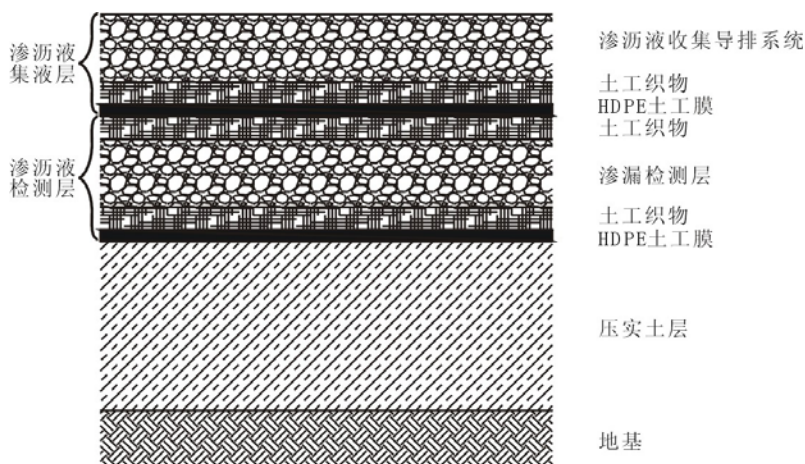 渗沥液
集液层
渗沥液
检测层
渗沥液收集导排系统
土工织物
HDPE土工膜
土工织物
渗漏检测层
土工织物
HDPE土工膜
压实土层
地基